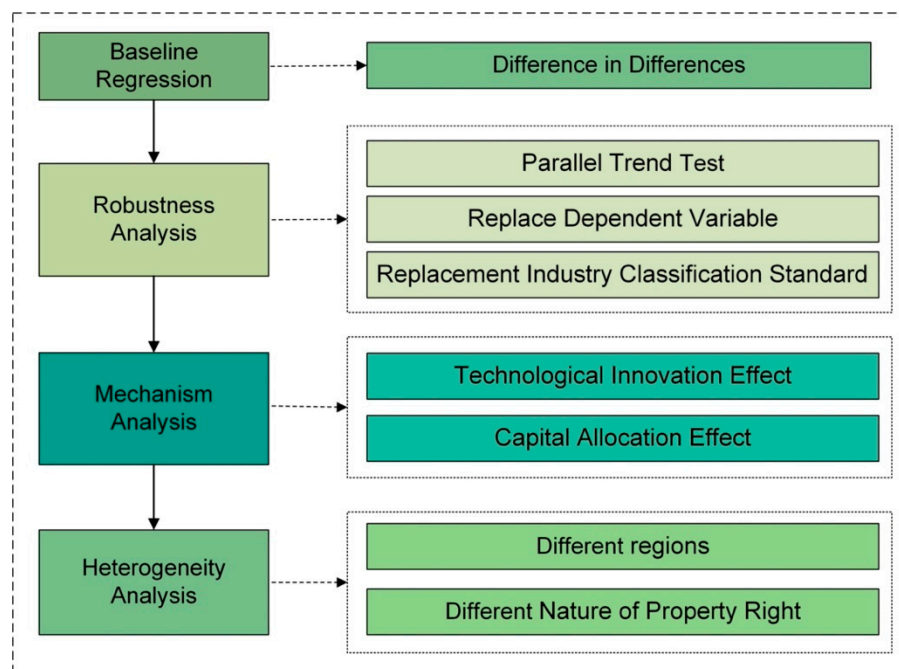 Baseline
Regression
Difference in Differences
Robustness
Analysis
Parallel Trend Test
Replace Dependent Variable
Replacement Industry Classification Standard
Mechanism
Analysis
Technological Innovation Effect
Capital Allocation Effect
Heterogeneity
Analysis
Different regions
Different Nature of Property Right